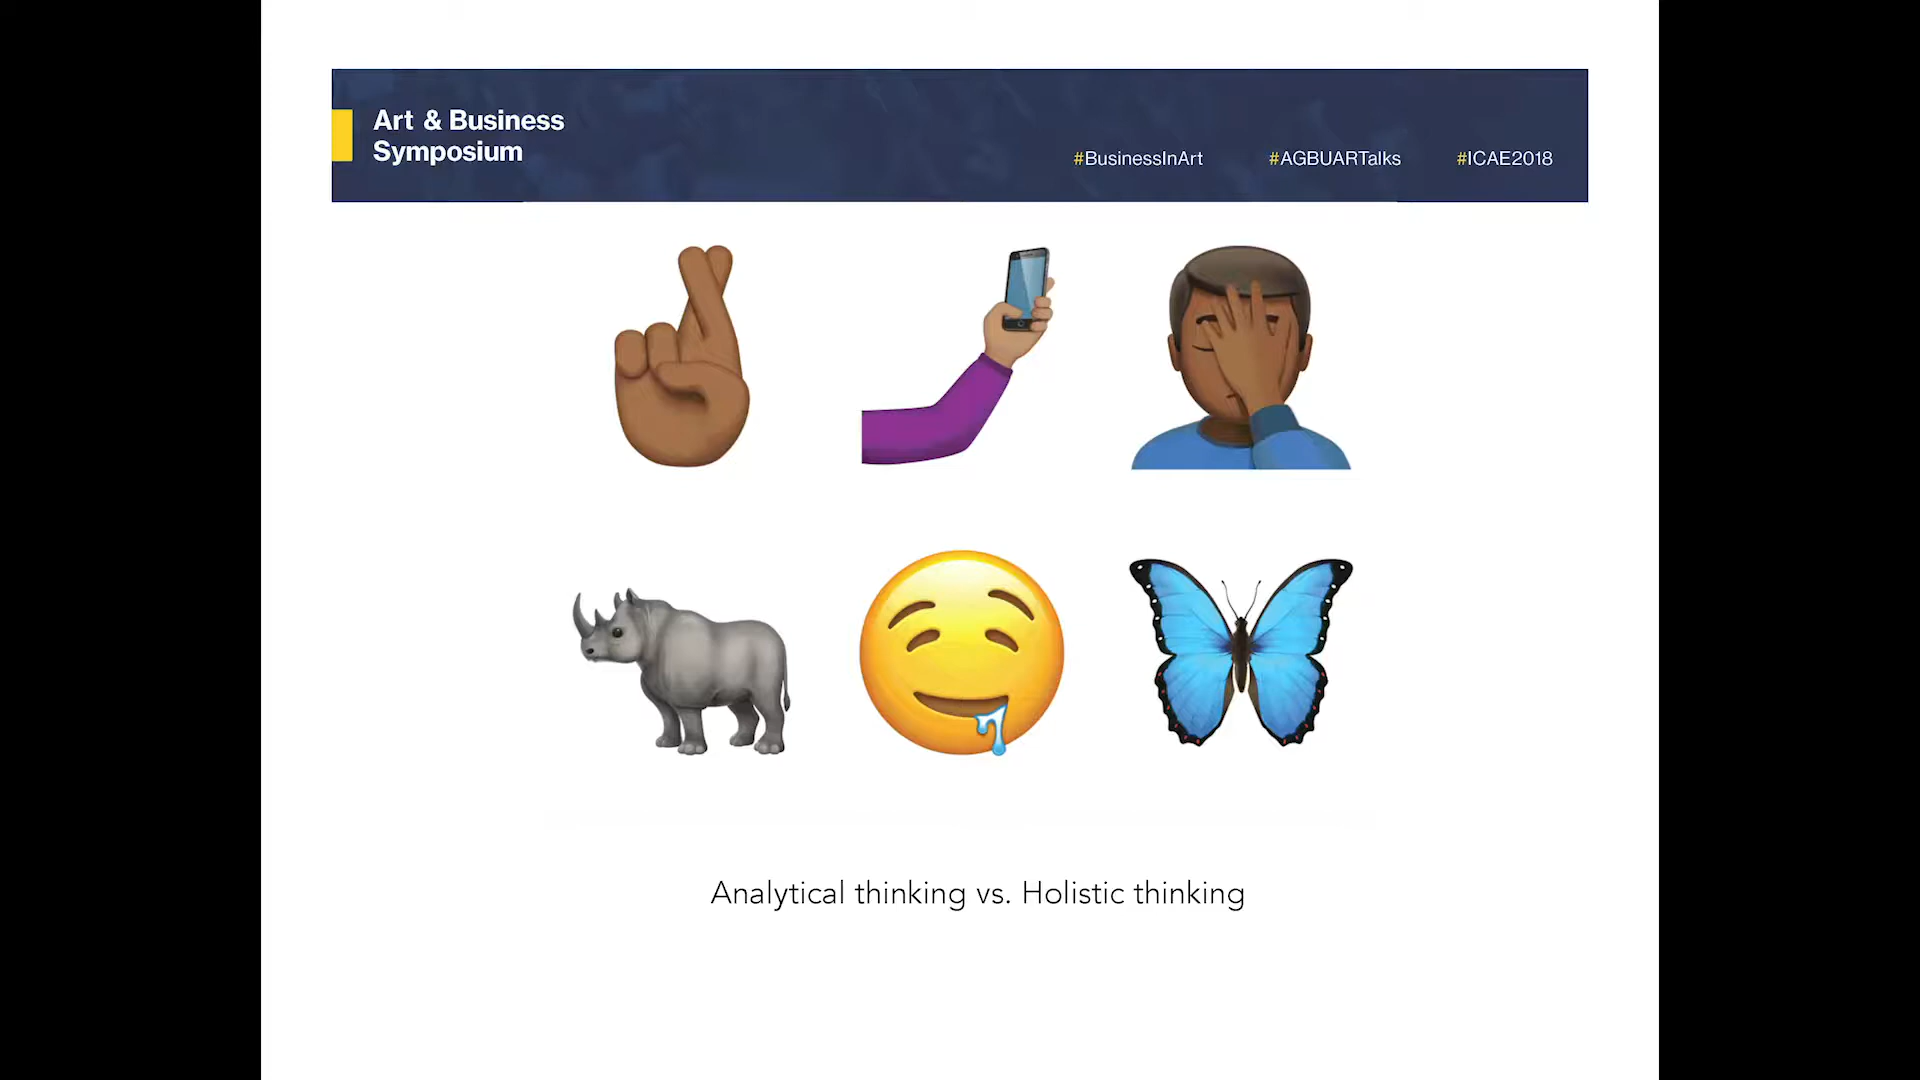 Art & Business
Symposium
#BusinessInArt #AGBUARTalks #ICAE2018
Analytical thinking vs. Holistic thinking